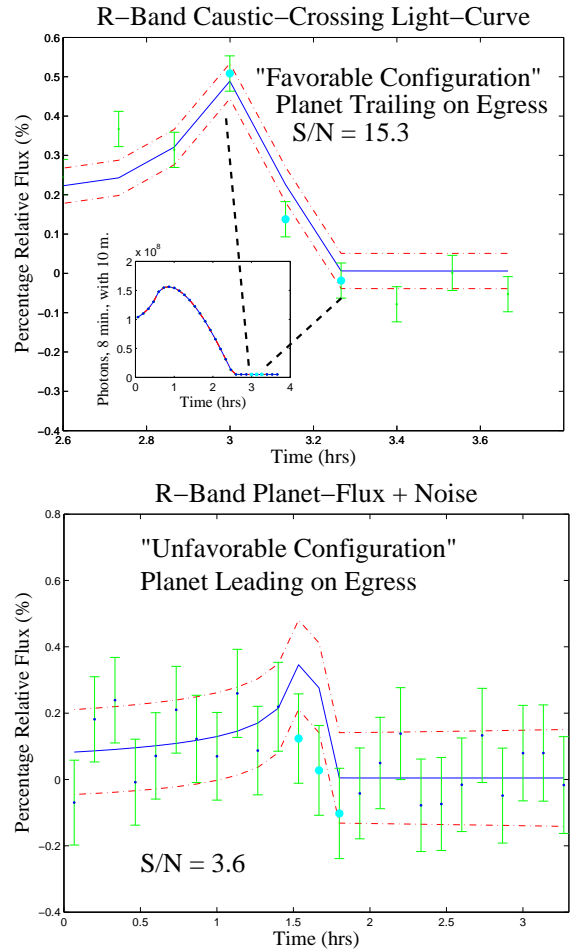 R−Band Caustic−Crossing Light−Curve
0.6
0.5
0.4
0.3
0.2
0.1
0
−0.1
−0.2
−0.3
−0.4
Percentage Relative Flux (%)
"Favorable Configuration"
Planet Trailing on Egress
S/N = 15.3
x 10^8
2
1.5
1
0.5
0
Photons, 8 min., with 10 m.
0 1 2 3 4
Time (hrs)
2.6 2.8 3 3.2 3.4 3.6
Time (hrs)
R−Band Planet−Flux + Noise
0.8
0.6
0.4
0.2
0
−0.2
−0.4
Percentage Relative Flux (%)
"Unfavorable Configuration"
Planet Leading on Egress
S/N = 3.6
0 0.5 1 1.5 2 2.5 3
Time (hrs)